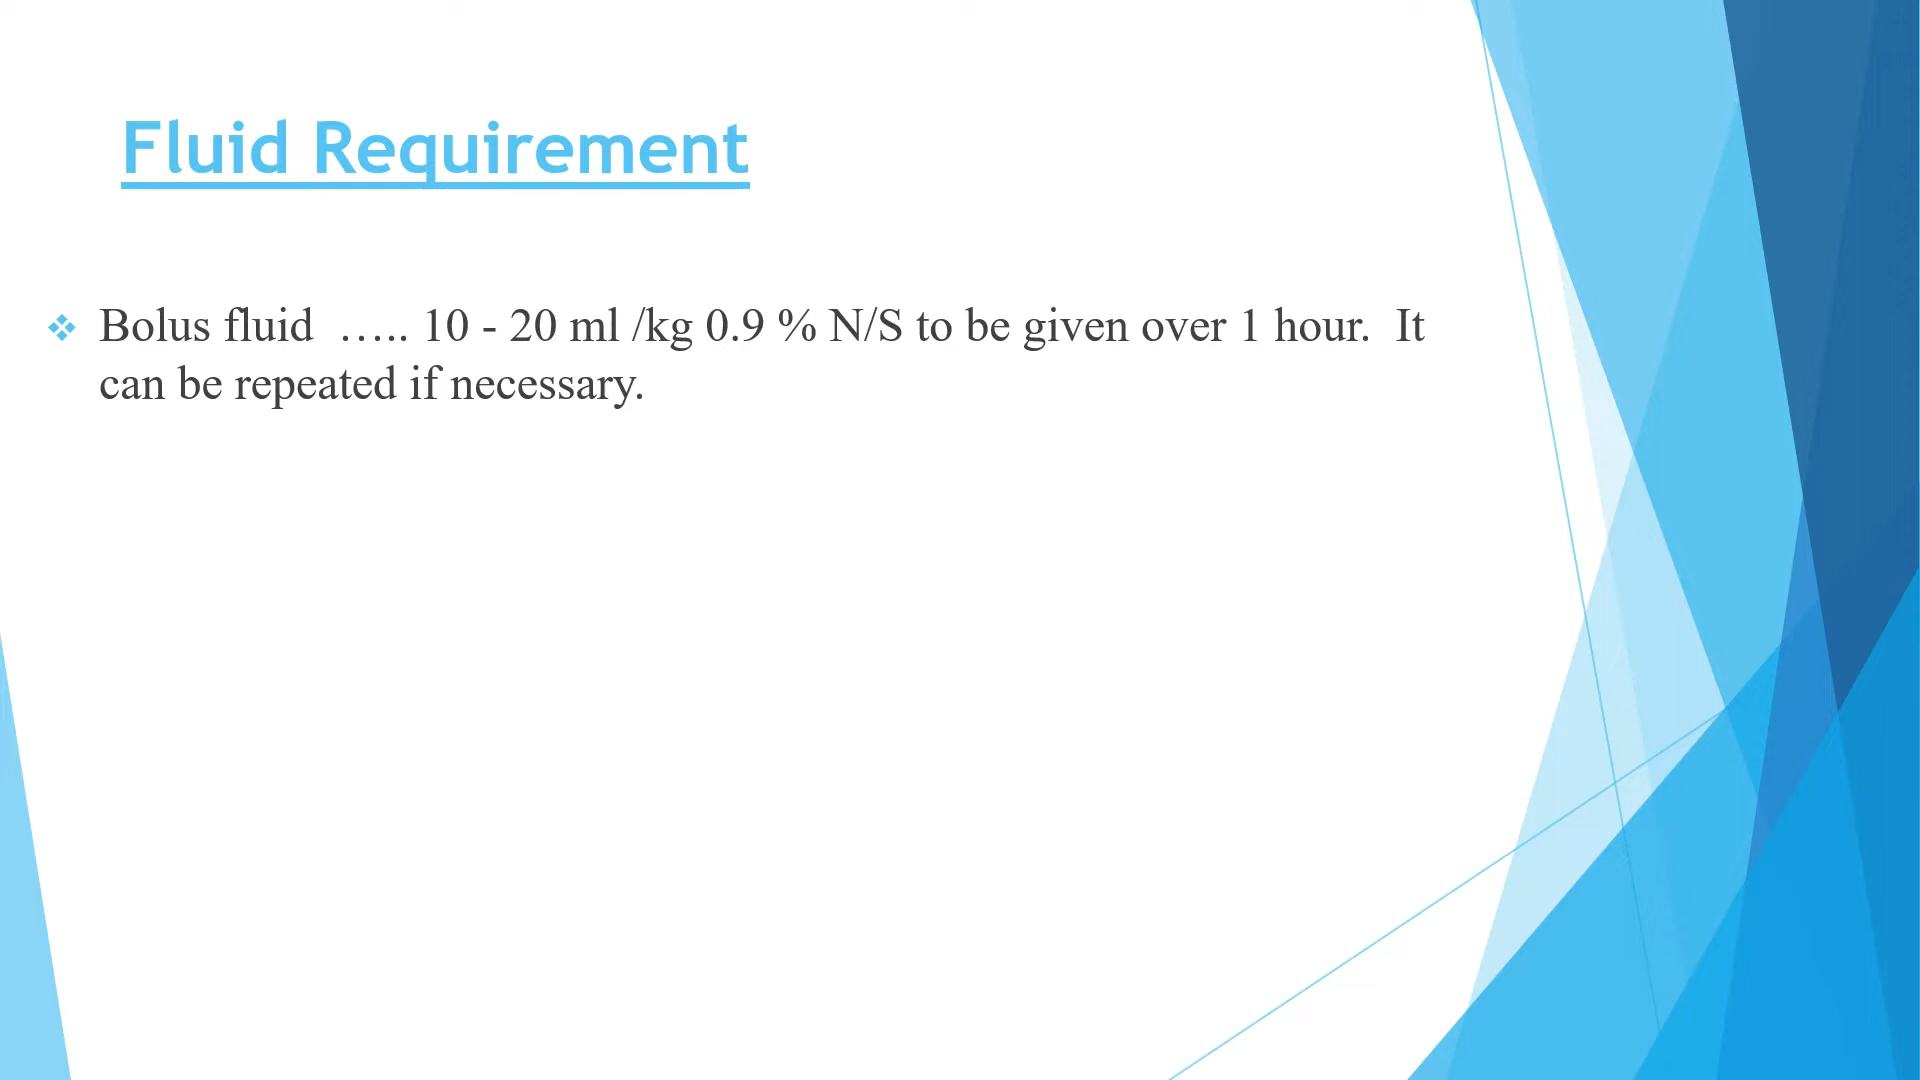 Fluid Requirement
❖ Bolus fluid ….. 10 - 20 ml /kg 0.9 % N/S to be given over 1 hour. It
can be repeated if necessary.